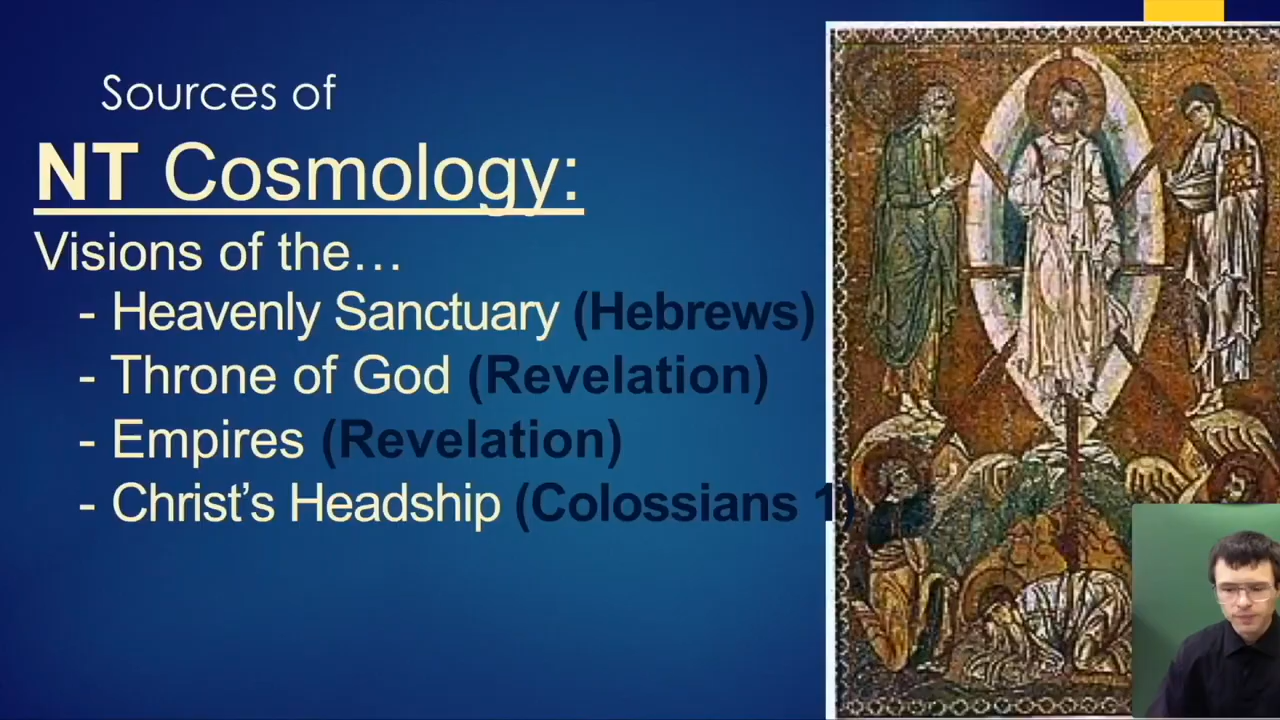 Sources of
NT Cosmology:
Visions of the…
- Heavenly Sanctuary (Hebrews)
- Throne of God (Revelation)
- Empires (Revelation)
- Christ’s Headship (Colossians 1)